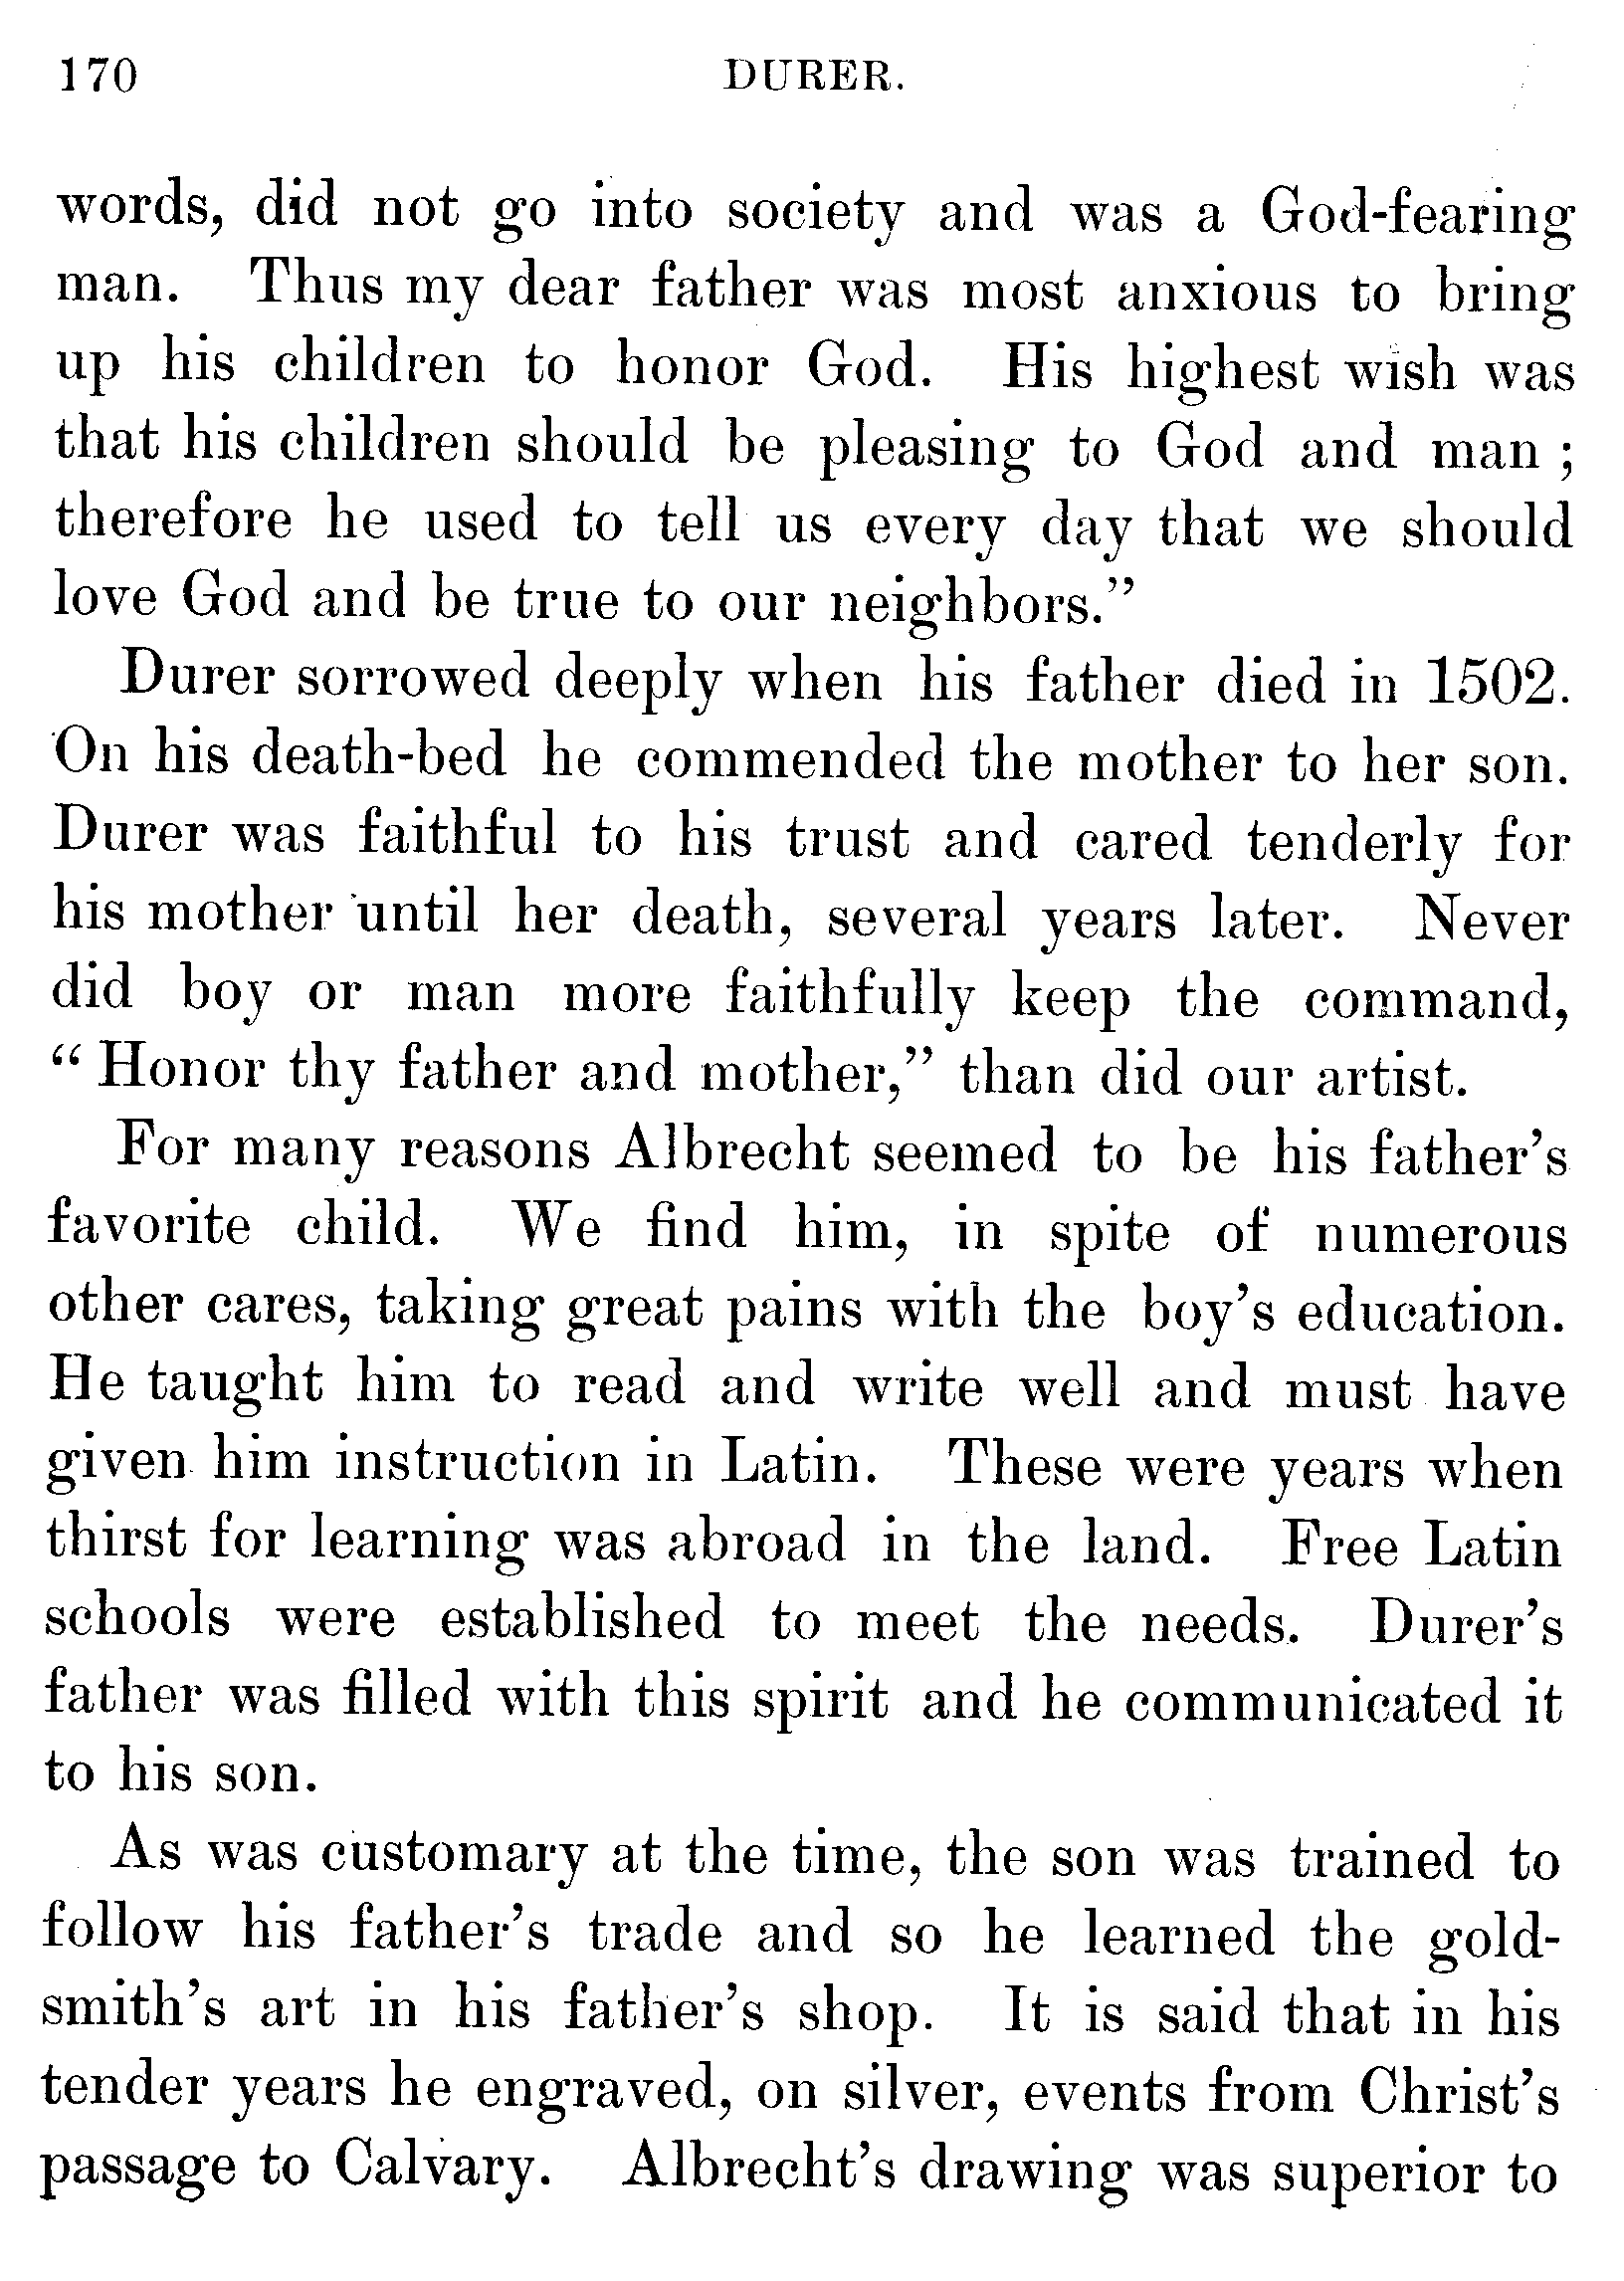 170 DURER.
words, did not go into society and was a God-fearing
man. Thus my dear father was most anxious to bring
up his children to honor God. His highest wish was
that his children should be pleasing to God and man ;
therefore he used to tell us every day that we should
love God and be true to our neighbors.”
Durer sorrowed deeply when his father died in 1502.
On his death-bed he commended the mother to her son.
Durer was faithful to his trust and cared tenderly for
his mother until her death, several years later. Never
did boy or man more faithfully keep the command,
“ Honor thy father and mother,” than did our artist.
For many reasons Albrecht seemed to be his father’s
favorite child. We find him, in spite of numerous
other cares, taking great pains with the boy’s education.
He taught him to read and write well and must have
given him instruction in Latin. These were years when
thirst for learning was abroad in the land. Free Latin
schools were established to meet the needs. Durer’s
father was filled with this spirit and he communicated it
to his son.
As was customary at the time, the son was trained to
follow his father’s trade and so he learned the gold-
smith’s art in his father’s shop. It is said that in his
tender years he engraved, on silver, events from Christ’s
passage to Calvary. Albrecht’s drawing was superior to